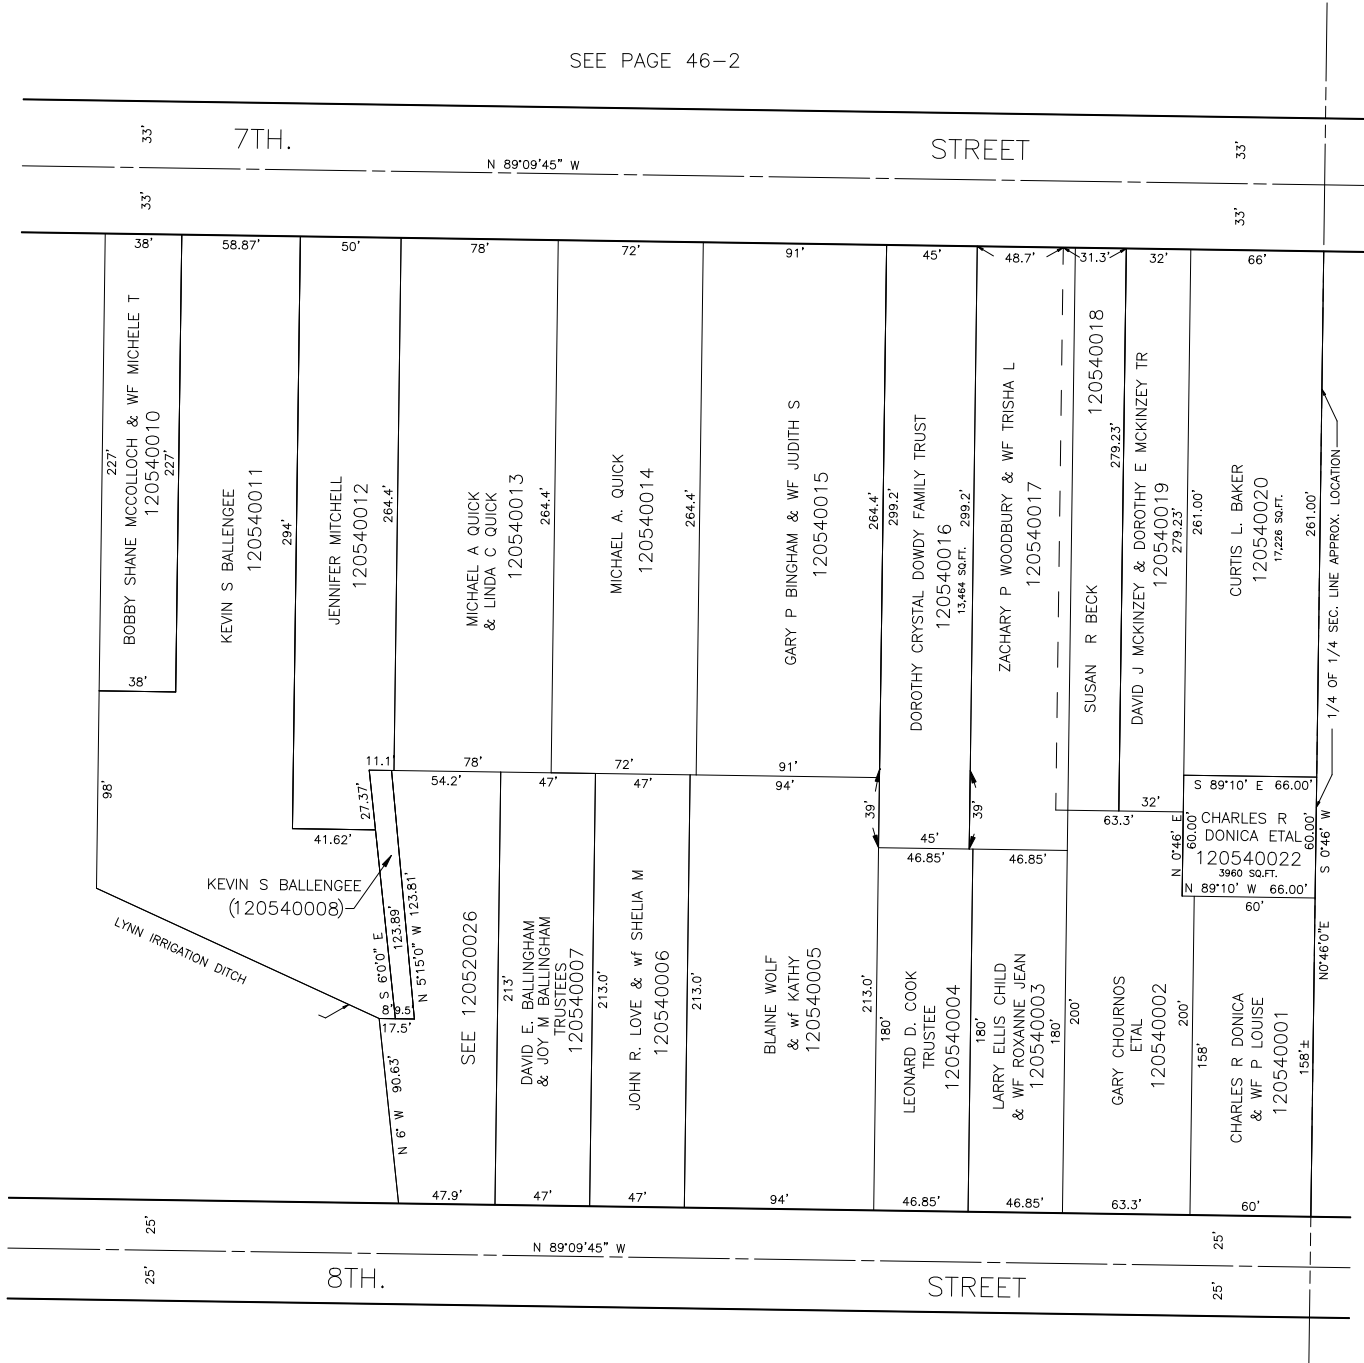 SEE PAGE 46-2
33'
7TH.
STREET
33'
N 89°09'45" W
33'
33'
38'
58.87'
50'
78'
72'
91'
45'
48.7'
31.3'
32'
66'
BOBBY SHANE MCCOLLOCH & WF MICHELE T
120540010
227'
227'
38'
98'
KEVIN S BALLENGEE
120540011
294'
JENNIFER MITCHELL
120540012
264.4'
41.62'
MICHAEL A QUICK
& LINDA C QUICK
120540013
264.4'
78'
MICHAEL A. QUICK
120540014
264.4'
72'
GARY P BINGHAM & WF JUDITH S
120540015
264.4'
91'
299.2'
DOROTHY CRYSTAL DOWDY FAMILY TRUST
120540016
13,464 SQ.FT.
299.2'
39'
39'
45'
ZACHARY P WOODBURY & WF TRISHA L
120540017
SUSAN R BECK
120540018
279.23'
DAVID J MCKINZEY & DOROTHY E MCKINZEY TR
120540019
279.23'
32'
63.3'
261.00'
CURTIS L. BAKER
120540020
17,226 SQ.FT.
261.00'
1/4 OF 1/4 SEC. LINE APPROX. LOCATION
S 89°10' E 66.00'
N 0°46' E
60.00'
CHARLES R
DONICA ETAL
120540022
3960 SQ.FT.
60.00'
S 0°46' W
N 89°10' W 66.00'
60'
N0°46'0"E
11.1'
27.37'
KEVIN S BALLENGEE
(120540008)
LYNN IRRIGATION DITCH
S 6°0'0" E
123.89'
N 5°15'0" W 123.81'
8'
9.5'
17.5'
N 6° W 90.63'
54.2'
47'
47'
94'
46.85'
46.85'
SEE 120520026
213'
DAVID E. BALLINGHAM
& JOY M BALLINGHAM
TRUSTEES
120540007
213.0'
JOHN R. LOVE & wf SHELIA M
120540006
213.0'
BLAINE WOLF
& wf KATHY
120540005
213.0'
180'
LEONARD D. COOK
TRUSTEE
120540004
180'
LARRY ELLIS CHILD
& WF ROXANNE JEAN
120540003
180'
200'
GARY CHOURNOS
ETAL
120540002
200'
158'
CHARLES R DONICA
& WF P LOUISE
120540001
158'±
47.9'
47'
47'
94'
46.85'
46.85'
63.3'
60'
25'
25'
N 89°09'45" W
25'
8TH.
STREET
25'